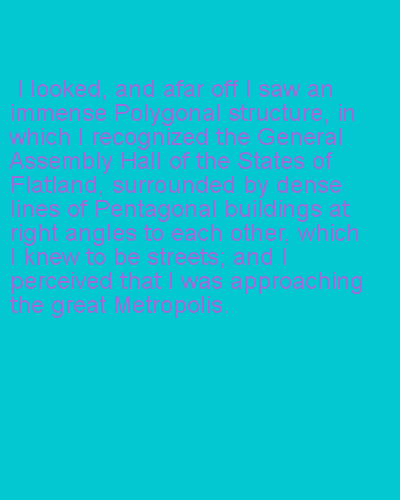 I looked, and afar off I saw an
immense Polygonal structure, in
which I recognized the General
Assembly Hall of the States of
Flatland, surrounded by dense
lines of Pentagonal buildings at
right angles to each other, which
I knew to be streets; and I
perceived that I was approaching
the great Metropolis.